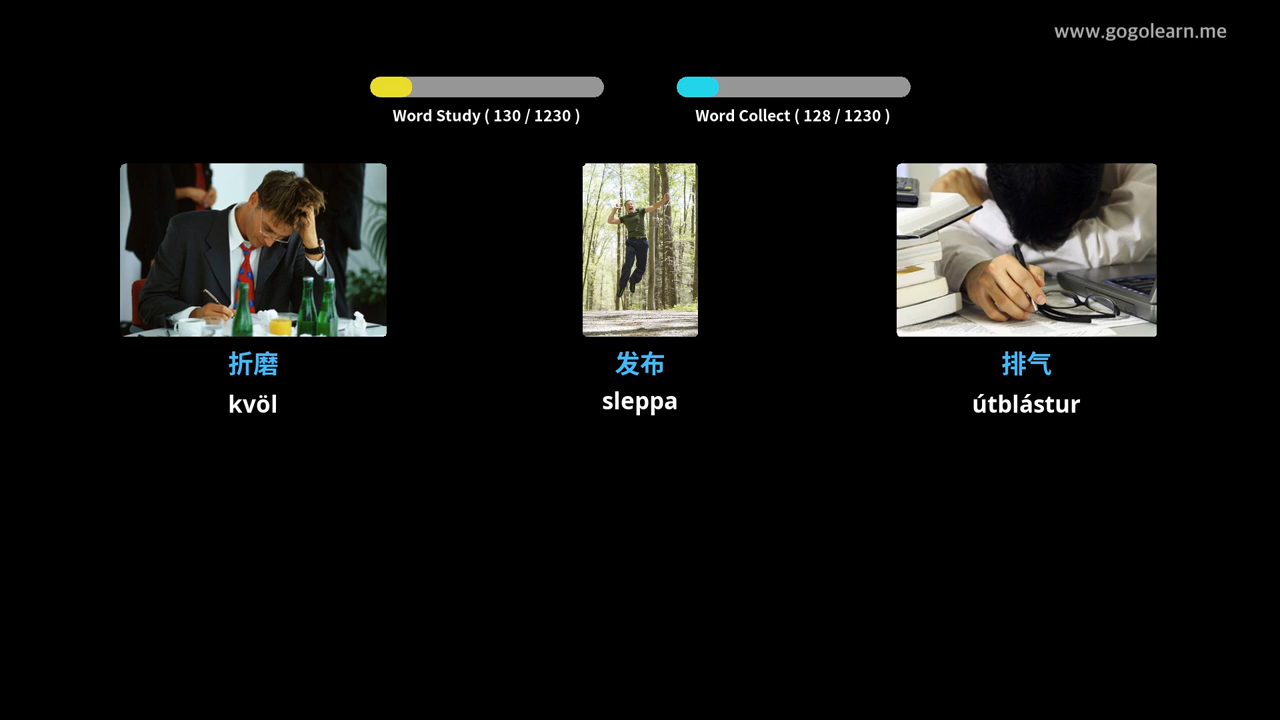 www.gogolearn.me
Word Study ( 130 / 1230 )
Word Collect ( 128 / 1230 )
折磨
发布
排气
kvöl
sleppa
útblástur